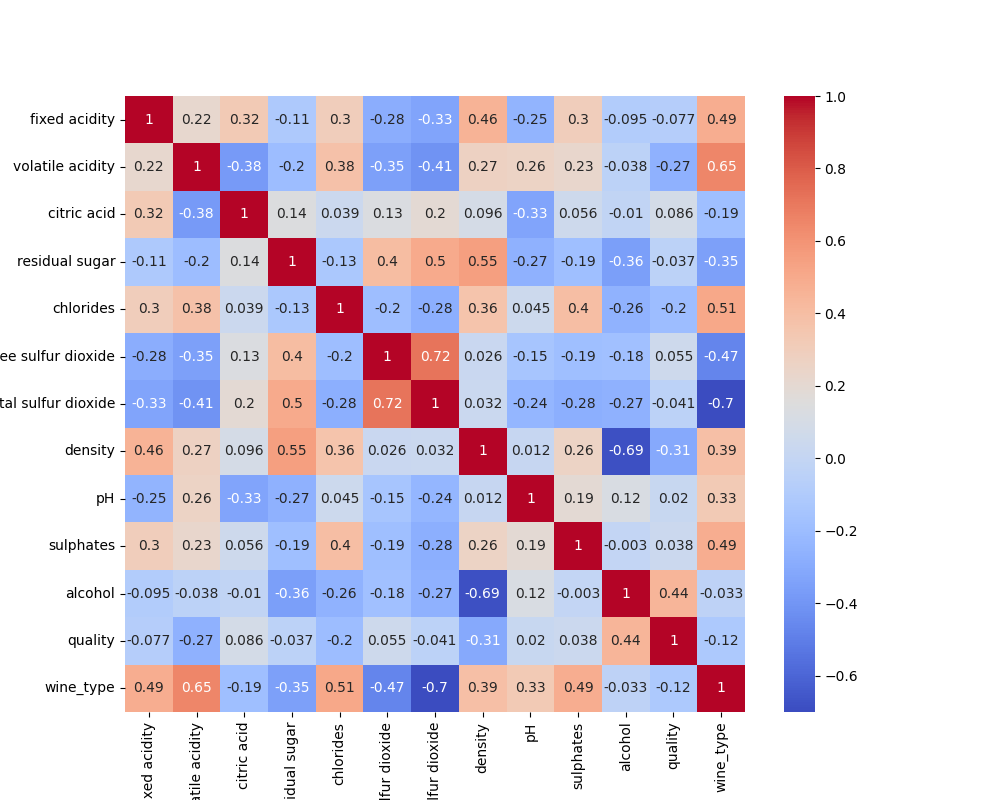 fixed acidity 1 0.22 0.32 -0.11 0.3 -0.28 -0.33 0.46 -0.25 0.3 -0.095 -0.077 0.49 1.0
volatile acidity 0.22 1 -0.38 -0.2 0.38 -0.35 -0.41 0.27 0.26 0.23 -0.038 -0.27 0.65 0.8
citric acid 0.32 -0.38 1 0.14 0.039 0.13 0.2 0.096 -0.33 0.056 -0.01 0.086 -0.19
residual sugar -0.11 -0.2 0.14 1 -0.13 0.4 0.5 0.55 -0.27 -0.19 -0.36 -0.037 -0.35 0.6
chlorides 0.3 0.38 0.039 -0.13 1 -0.2 -0.28 0.36 0.045 0.4 -0.26 -0.2 0.51 0.4
ee sulfur dioxide -0.28 -0.35 0.13 0.4 -0.2 1 0.72 0.026 -0.15 -0.19 -0.18 0.055 -0.47 0.2
tal sulfur dioxide -0.33 -0.41 0.2 0.5 -0.28 0.72 1 0.032 -0.24 -0.28 -0.27 -0.041 -0.7
density 0.46 0.27 0.096 0.55 0.36 0.026 0.032 1 0.012 0.26 -0.69 -0.31 0.39 0.0
pH -0.25 0.26 -0.33 -0.27 0.045 -0.15 -0.24 0.012 1 0.19 0.12 0.02 0.33
sulphates 0.3 0.23 0.056 -0.19 0.4 -0.19 -0.28 0.26 0.19 1 -0.003 0.038 0.49 −0.2
alcohol -0.095 -0.038 -0.01 -0.36 -0.26 -0.18 -0.27 -0.69 0.12 -0.003 1 0.44 -0.033 −0.4
quality -0.077 -0.27 0.086 -0.037 -0.2 0.055 -0.041 -0.31 0.02 0.038 0.44 1 -0.12
wine_type 0.49 0.65 -0.19 -0.35 0.51 -0.47 -0.7 0.39 0.33 0.49 -0.033 -0.12 1 −0.6
xed acidity
atile acidity
citric acid
idual sugar
chlorides
lfur dioxide
lfur dioxide
density
pH
sulphates
alcohol
quality
wine_type